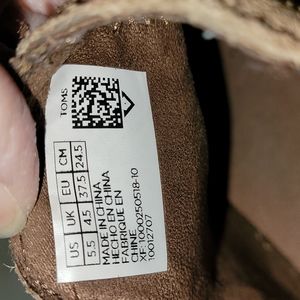 TOMS
US UK EU CM
5.5 4.5 37.5 24.5
MADE IN CHINA
HECHO EN CHINA
FABRIQUE EN
CHINE
XF: T000250518-10
10012707